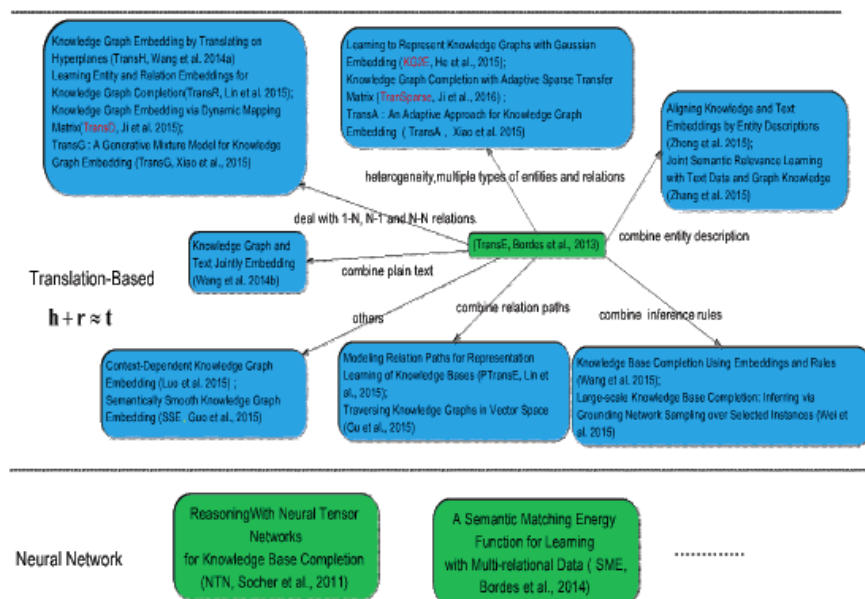 Knowledge Graph Embedding by Translating on
Hyperplanes (TransH, Wang et al. 2014a)
Learning Entity and Relation Embeddings for
Knowledge Graph Completion(TransR, Lin et al. 2015);
Knowledge Graph Embedding via Dynamic Mapping
Matrix(TransD, Ji et al. 2015);
TransG : A Generative Mixture Model for Knowledge
Graph Embedding (TransG, Xiao et al., 2015)
Learning to Represent Knowledge Graphs with Gaussian
Embedding (KG2E, He et al., 2015);
Knowledge Graph Completion with Adaptive Sparse Transfer
Matrix (TranSparse, Ji et al., 2016) ;
TransA : An Adaptive Approach for Knowledge Graph
Embedding ( TransA , Xiao et al. 2015)
Aligning Knowledge and Text
Embeddings by Entity Descriptions
(Zhong et al. 2015);
Joint Semantic Relevance Learning
with Text Data and Graph Knowledge
(Zhang et al. 2015)
heterogeneity,multiple types of entities and relations
deal with 1-N, N-1 and N-N relations.
(TransE, Bordes et al., 2013)
combine entity description
Knowledge Graph and
Text Jointly Embedding
(Wang et al. 2014b)
combine plain text
Translation-Based
h + r ≈ t
others
combine relation paths
combine inference rules
Context-Dependent Knowledge Graph
Embedding (Luo et al. 2015) ;
Semantically Smooth Knowledge Graph
Embedding (SSE, Guo et al., 2015)
Modeling Relation Paths for Representation
Learning of Knowledge Bases (PTransE, Lin et
al., 2015);
Traversing Knowledge Graphs in Vector Space
(Gu et al., 2015)
Knowledge Base Completion Using Embeddings and Rules
(Wang et al. 2015);
Large-scale Knowledge Base Completion: Inferring via
Grounding Network Sampling over Selected Instances (Wei et
al. 2015)
Neural Network
ReasoningWith Neural Tensor
Networks
for Knowledge Base Completion
(NTN, Socher et al., 2011)
A Semantic Matching Energy
Function for Learning
with Multi-relational Data ( SME,
Bordes et al., 2014)
.............